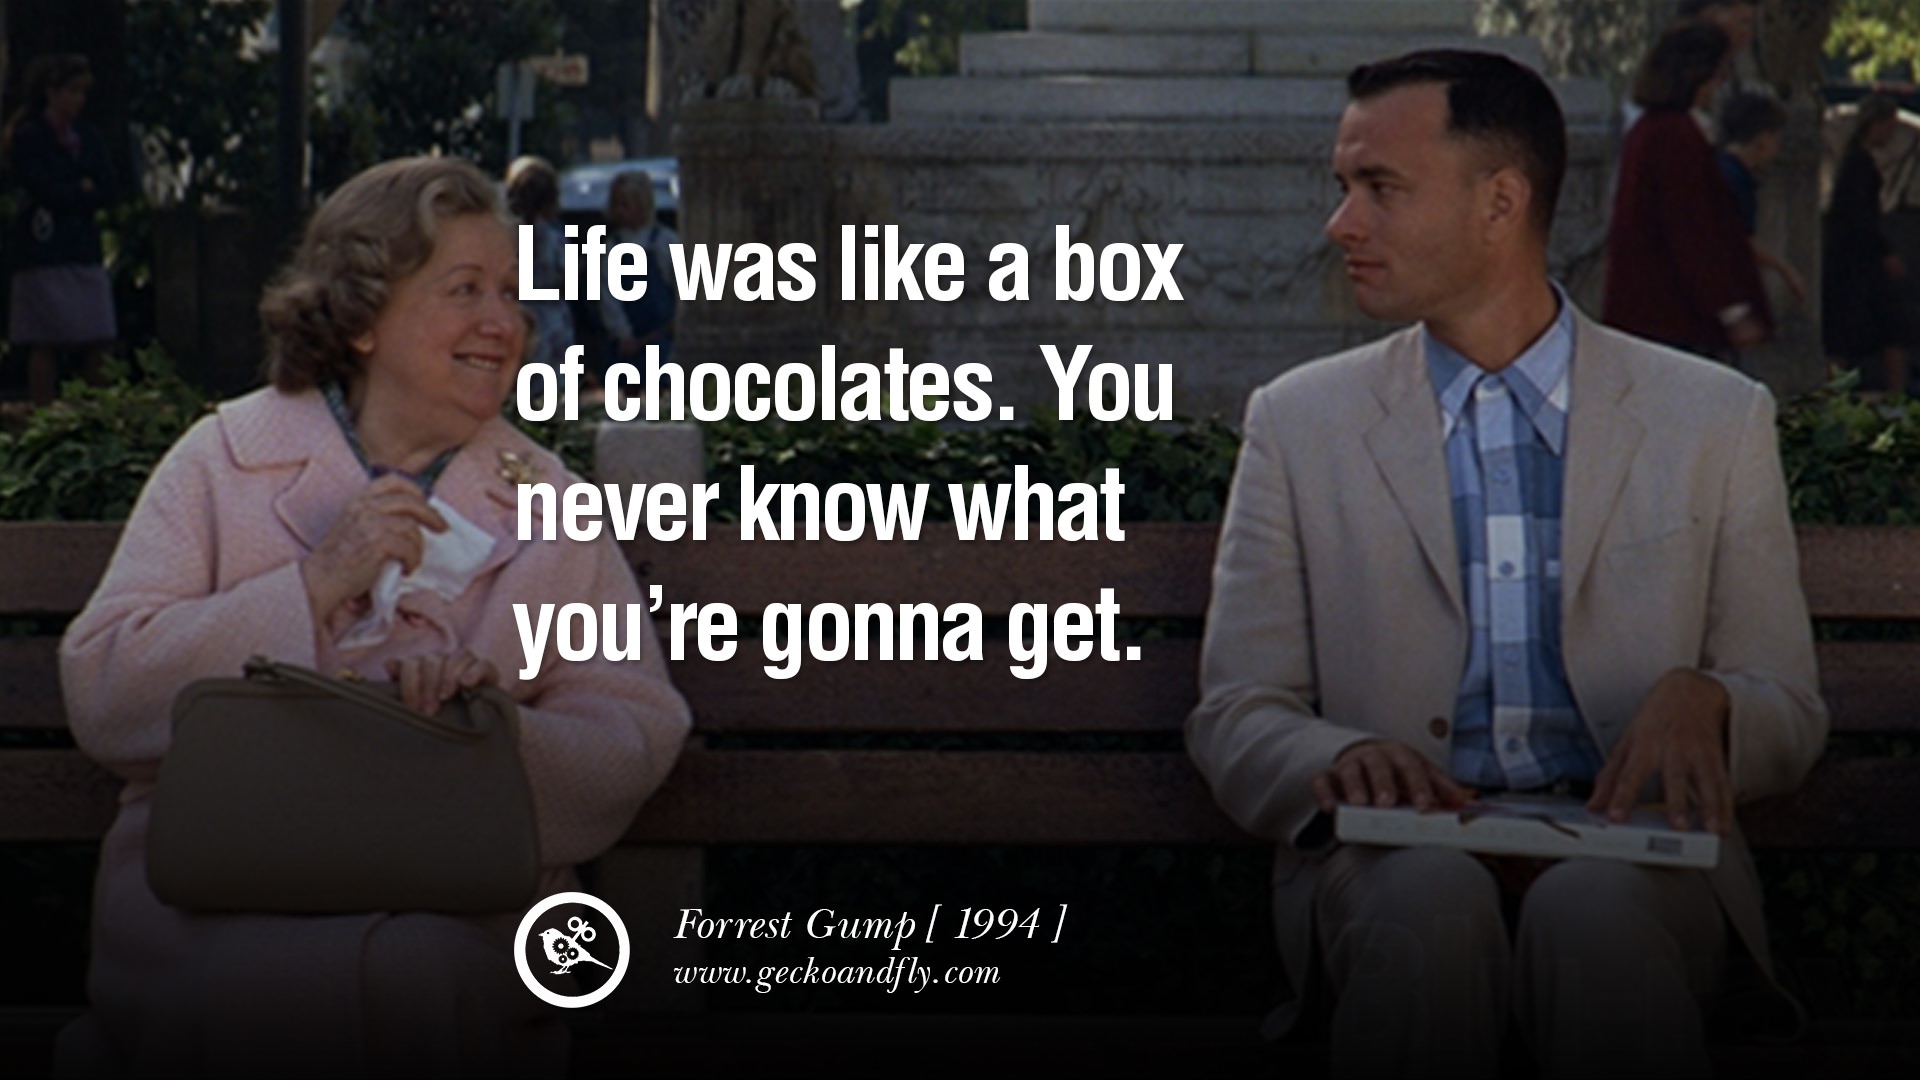 Life was like a box
of chocolates. You
never know what
you’re gonna get.
Forrest Gump [ 1994 ]
www.geckoandfly.com